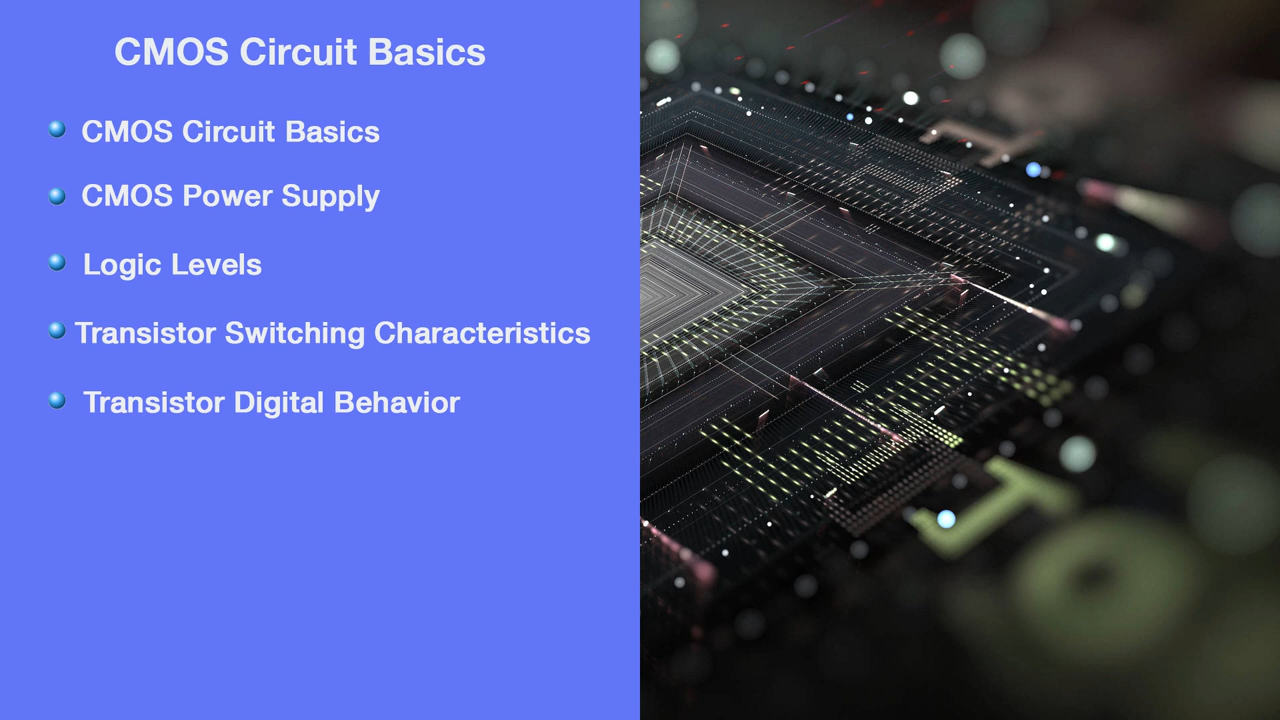 CMOS Circuit Basics
CMOS Circuit Basics
CMOS Power Supply
Logic Levels
Transistor Switching Characteristics
Transistor Digital Behavior